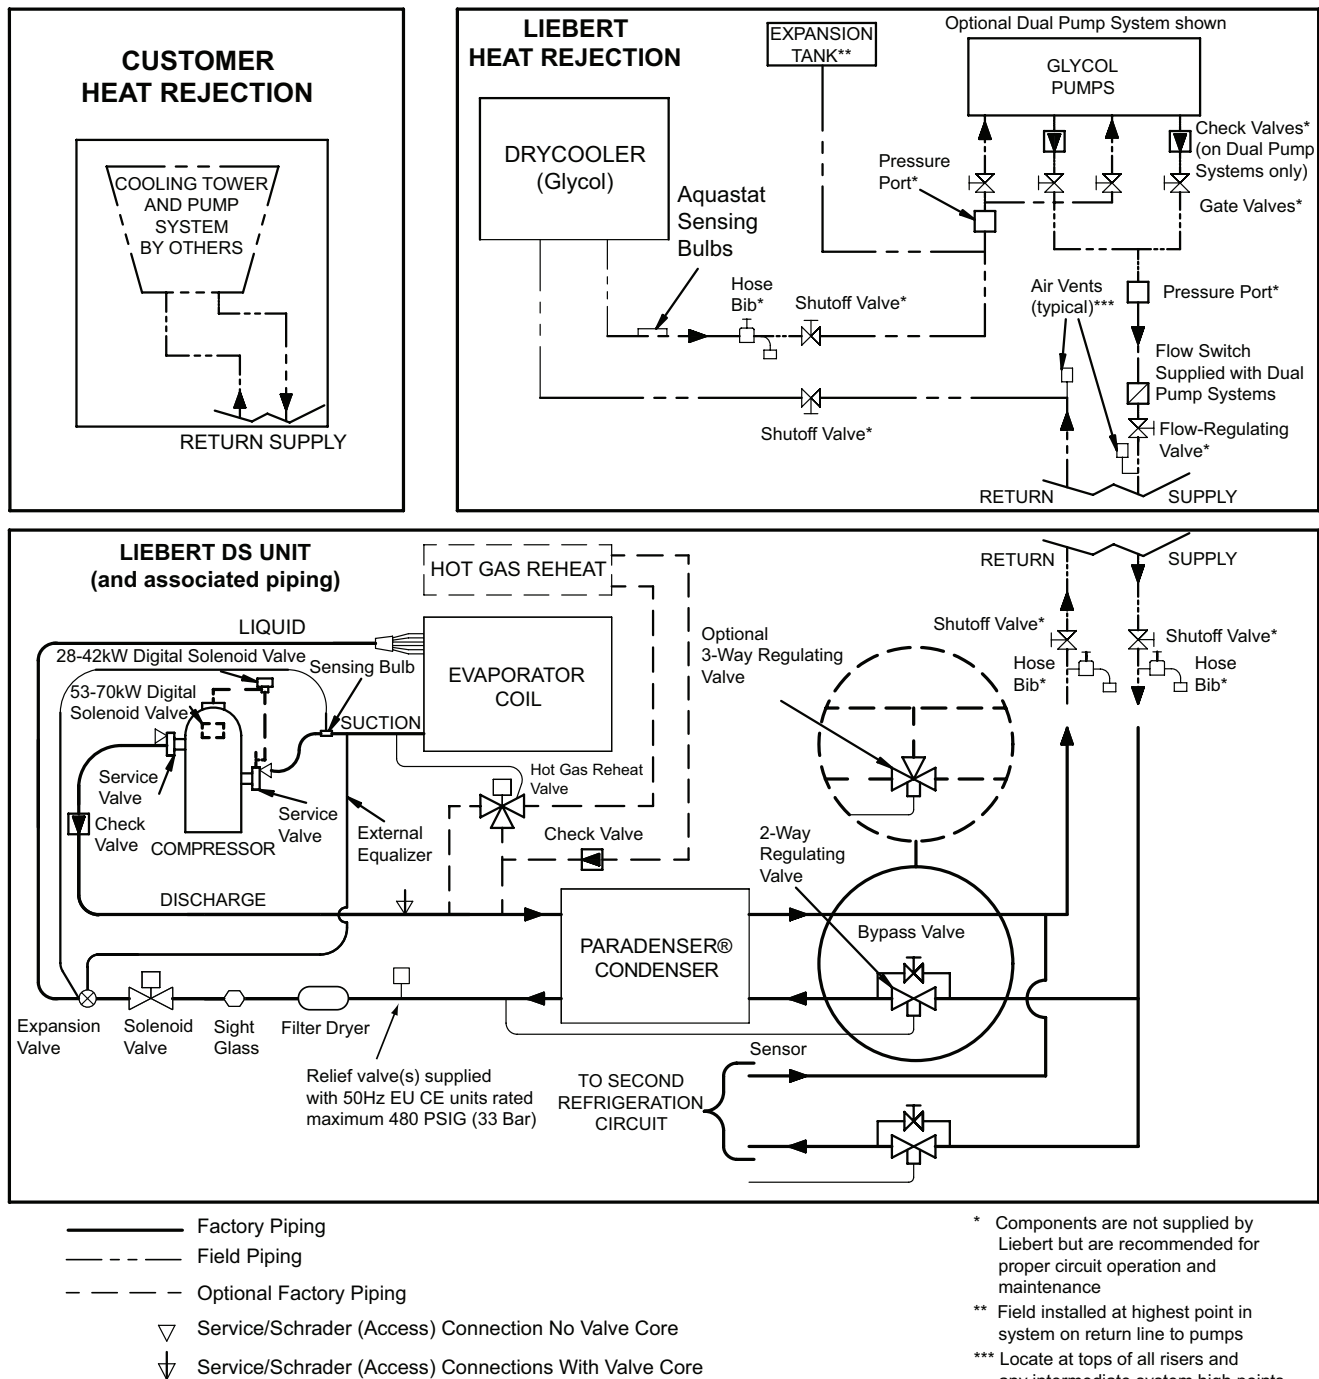 CUSTOMER
HEAT REJECTION
COOLING TOWER
AND PUMP
SYSTEM
BY OTHERS
RETURN SUPPLY
LIEBERT
HEAT REJECTION
EXPANSION
TANK**
Optional Dual Pump System shown
GLYCOL
PUMPS
DRYCOOLER
(Glycol)
Aquastat
Sensing
Bulbs
Pressure
Port*
Check Valves*
(on Dual Pump
Systems only)
Gate Valves*
Hose
Bib*
Shutoff Valve*
Air Vents
(typical)***
Pressure Port*
Flow Switch
Supplied with Dual
Pump Systems
Shutoff Valve*
Flow-Regulating
Valve*
RETURN
SUPPLY
LIEBERT DS UNIT
(and associated piping)
HOT GAS REHEAT
RETURN
SUPPLY
LIQUID
28-42kW Digital Solenoid Valve
Sensing Bulb
53-70kW Digital
Solenoid Valve
EVAPORATOR
COIL
SUCTION
Optional
3-Way Regulating
Valve
Shutoff Valve*
Shutoff Valve*
Hose
Bib*
Hose
Bib*
Service
Valve
Service
Valve
Hot Gas Reheat
Valve
Check
Valve
COMPRESSOR
External
Equalizer
Check Valve
2-Way
Regulating
Valve
DISCHARGE
PARADENSER®
CONDENSER
Bypass Valve
Expansion
Valve
Solenoid
Valve
Sight
Glass
Filter Dryer
Sensor
Relief valve(s) supplied
with 50Hz EU CE units rated
maximum 480 PSIG (33 Bar)
TO SECOND
REFRIGERATION
CIRCUIT
Factory Piping
Field Piping
Optional Factory Piping
Service/Schrader (Access) Connection No Valve Core
Service/Schrader (Access) Connections With Valve Core
* Components are not supplied by
Liebert but are recommended for
proper circuit operation and
maintenance
** Field installed at highest point in
system on return line to pumps
*** Locate at tops of all risers and
any intermediate system high points